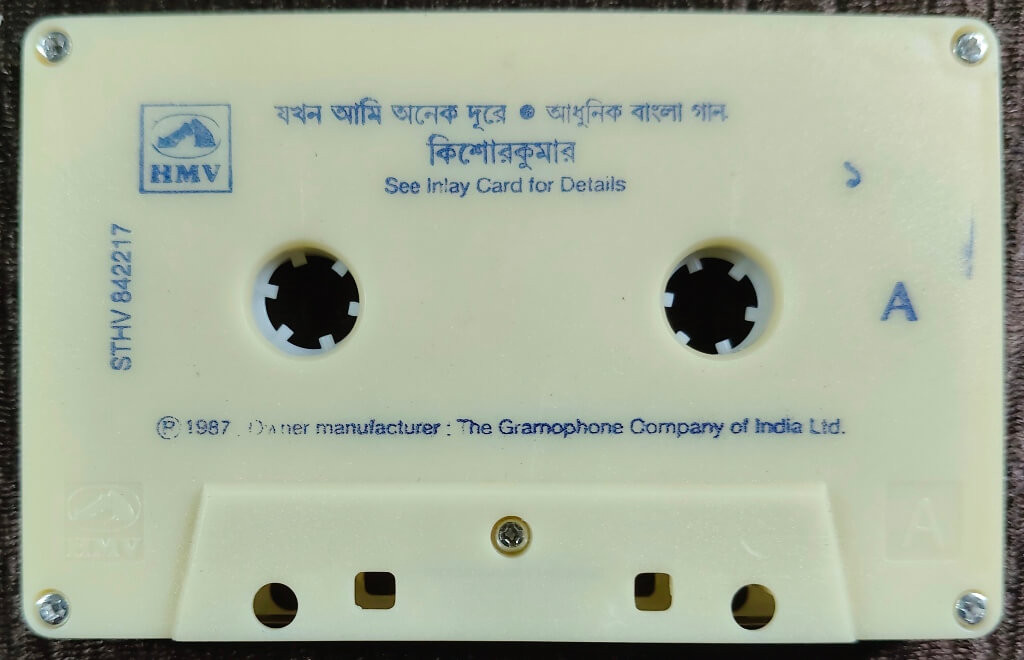 যখন আমি অনেক দূরে ● আধুনিক বাংলা গান
কিশোরকুমার
See Inlay Card for Details
HMV
১
STHV 842217
A
Ⓟ 1987 . Owner manufacturer : The Gramophone Company of India Ltd.
HMV
A